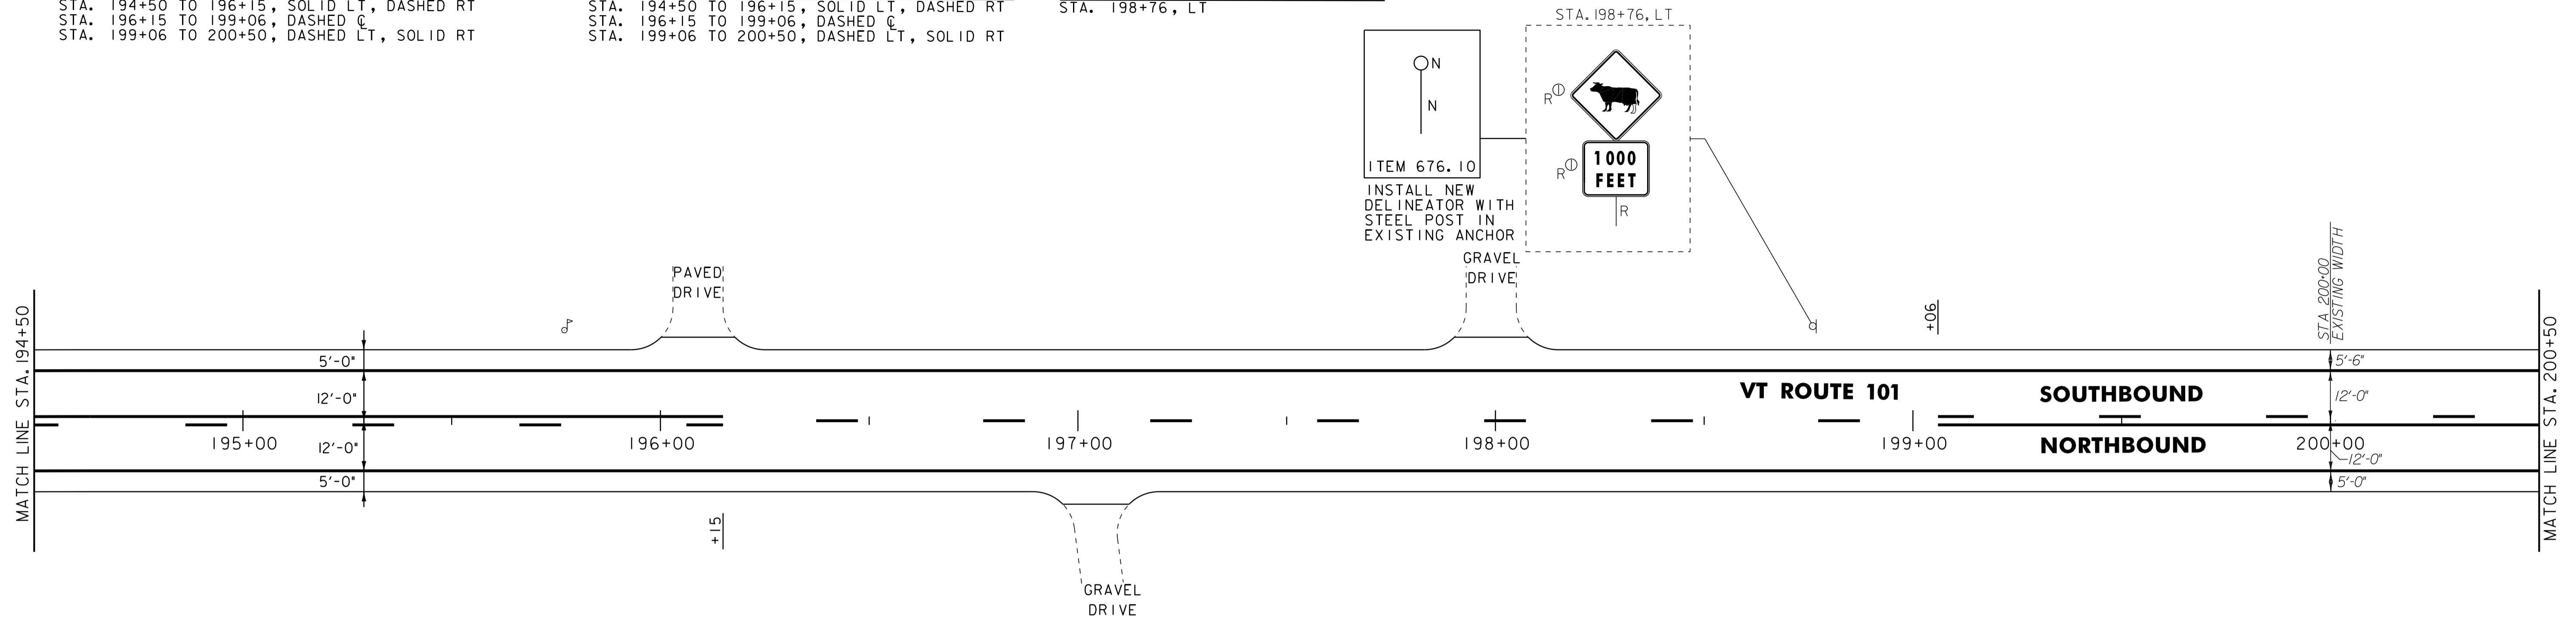 STA. 194+50 TO 196+15, SOLID LT, DASHED RT
STA. 196+15 TO 199+06, DASHED ℄
STA. 199+06 TO 200+50, DASHED LT, SOLID RT
STA. 194+50 TO 196+15, SOLID LT, DASHED RT
STA. 196+15 TO 199+06, DASHED ℄
STA. 199+06 TO 200+50, DASHED LT, SOLID RT
STA. 198+76, LT
STA. 198+76, LT
N
N
ITEM 676.10
INSTALL NEW
DELINEATOR WITH
STEEL POST IN
EXISTING ANCHOR
R 1
R 1
1000
FEET
R
PAVED
DRIVE
GRAVEL
DRIVE
+06
STA 200+00
EXISTING WIDTH
MATCH LINE STA. 194+50
5'-0"
12'-0"
12'-0"
5'-0"
195+00
196+00
197+00
198+00
199+00
200+00
VT ROUTE 101
SOUTHBOUND
NORTHBOUND
5'-6"
12'-0"
12'-0"
5'-0"
MATCH LINE STA. 200+50
+15
GRAVEL
DRIVE